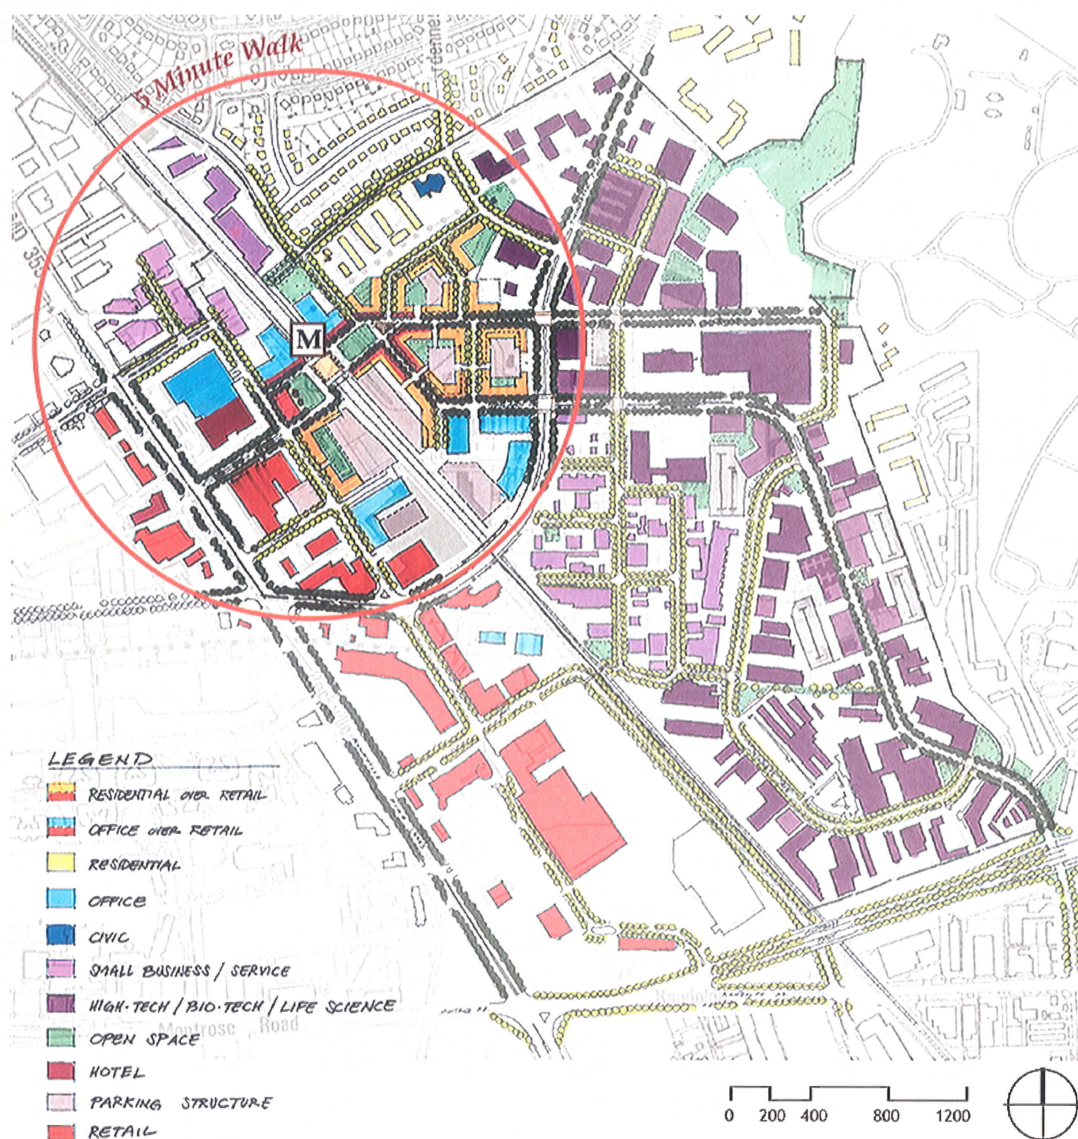 5 Minute Walk
M
LEGEND
RESIDENTIAL OVER RETAIL
OFFICE OVER RETAIL
RESIDENTIAL
OFFICE
CIVIC
SMALL BUSINESS / SERVICE
HIGH·TECH / BIO·TECH / LIFE SCIENCE
OPEN SPACE
HOTEL
PARKING STRUCTURE
RETAIL
Montrose Road
0 200 400 800 1200